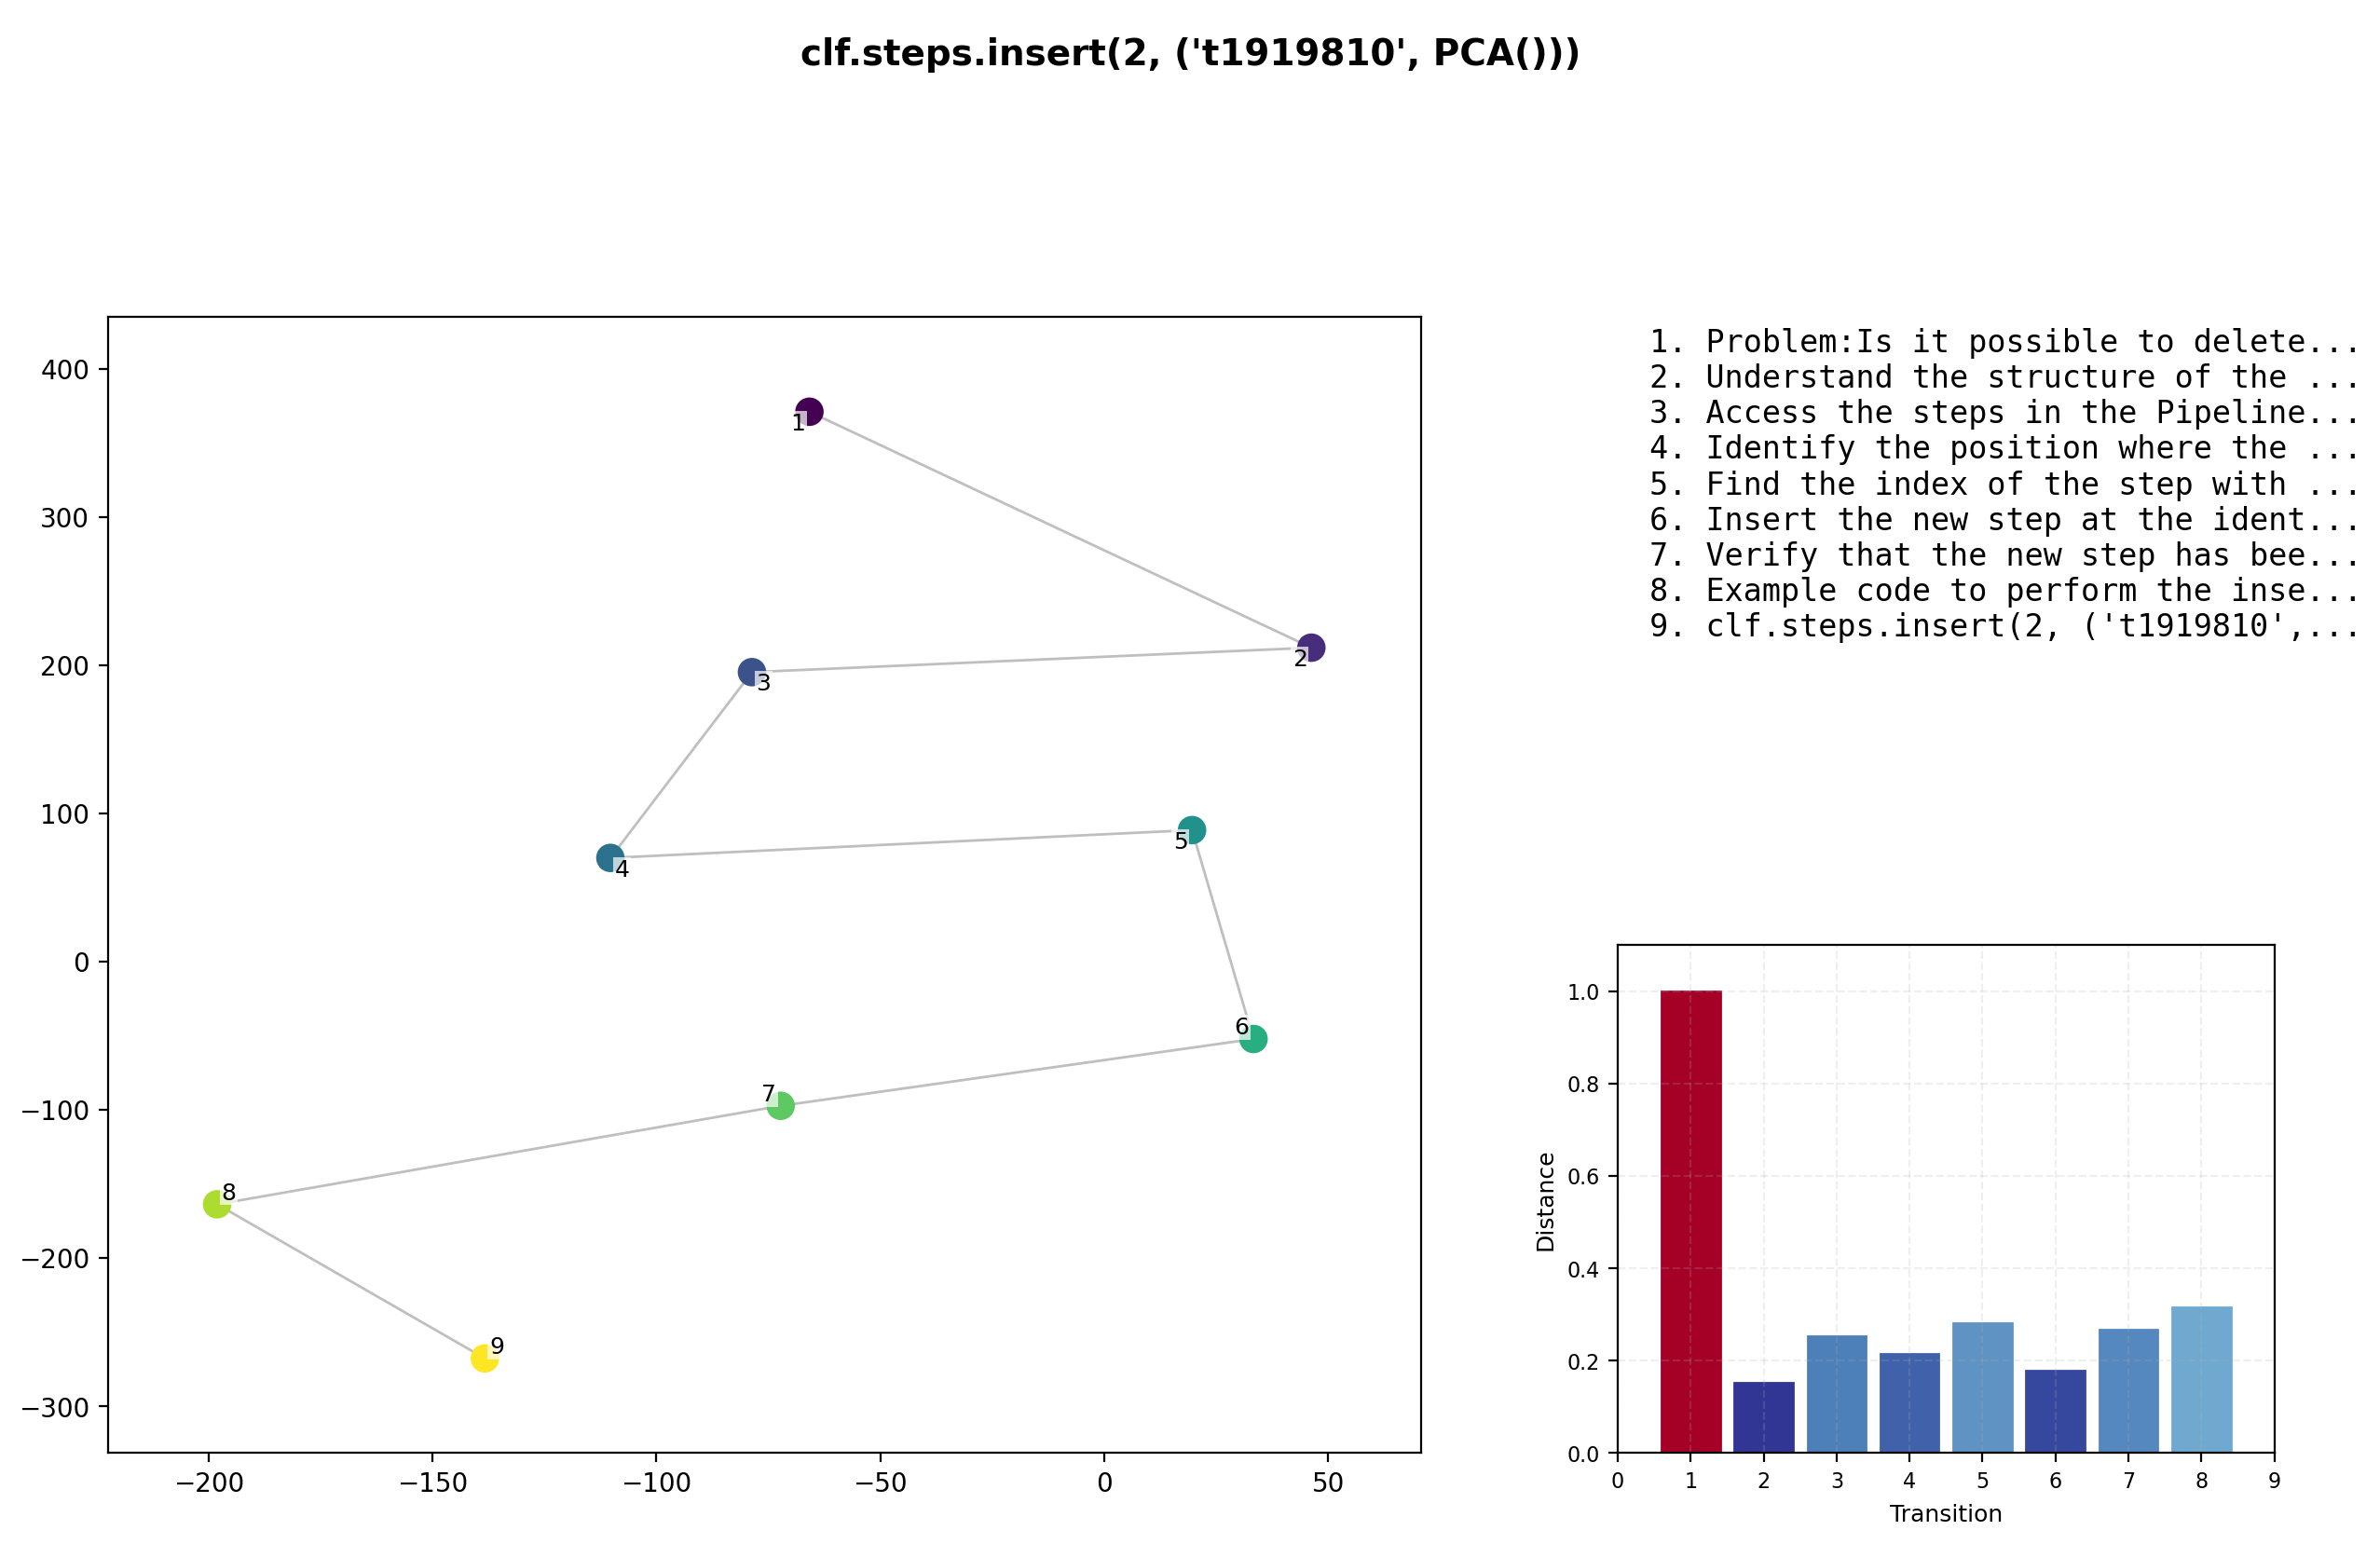 clf.steps.insert(2, ('t1919810', PCA()))
400
300
200
100
0
−100
−200
−300
−200
−150
−100
−50
0
50
1
2
3
4
5
6
7
8
9
1. Problem:Is it possible to delete...
2. Understand the structure of the ...
3. Access the steps in the Pipeline...
4. Identify the position where the ...
5. Find the index of the step with ...
6. Insert the new step at the ident...
7. Verify that the new step has bee...
8. Example code to perform the inse...
9. clf.steps.insert(2, ('t1919810',...
Distance
1.0
0.8
0.6
0.4
0.2
0.0
0 1 2 3 4 5 6 7 8 9
Transition